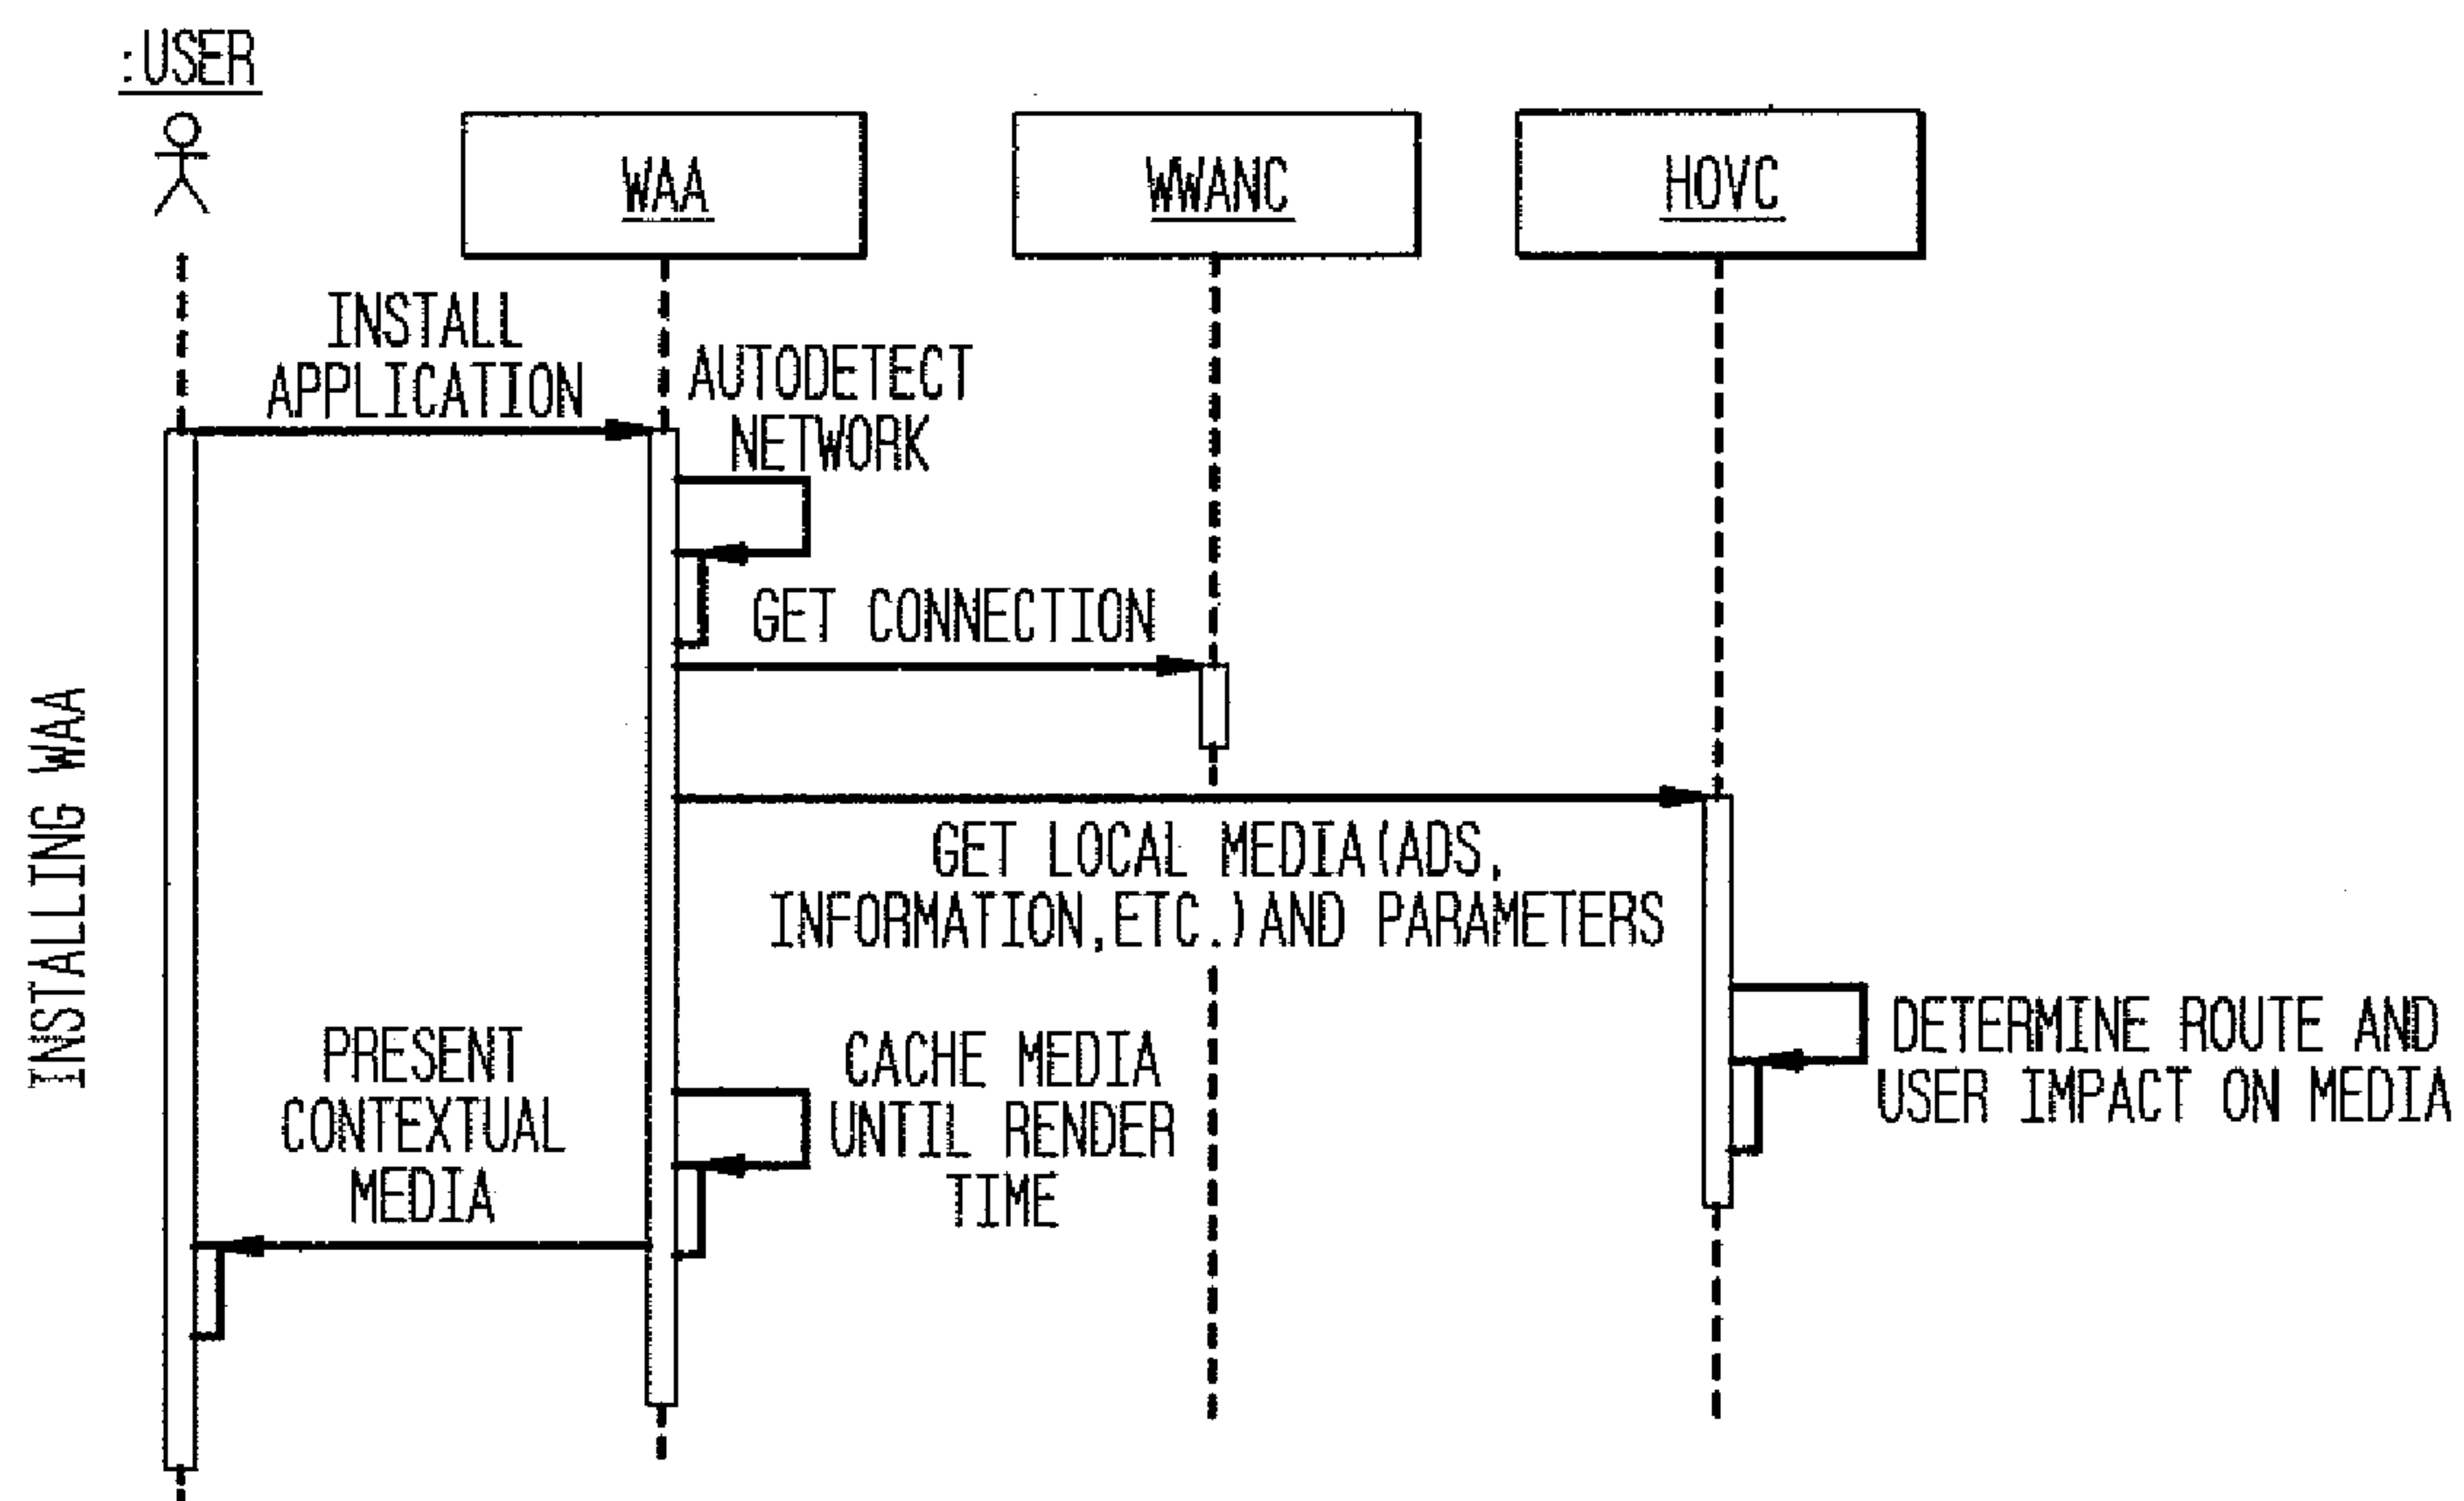 :USER
WAA
WWANC
HOVC
INSTALL
APPLICATION
AUTODETECT
NETWORK
GET CONNECTION
GET LOCAL MEDIA(ADS,
INFORMATION,ETC.)AND PARAMETERS
INSTALLING WAA
DETERMINE ROUTE AND
USER IMPACT ON MEDIA
CACHE MEDIA
UNTIL RENDER
TIME
PRESENT
CONTEXTUAL
MEDIA